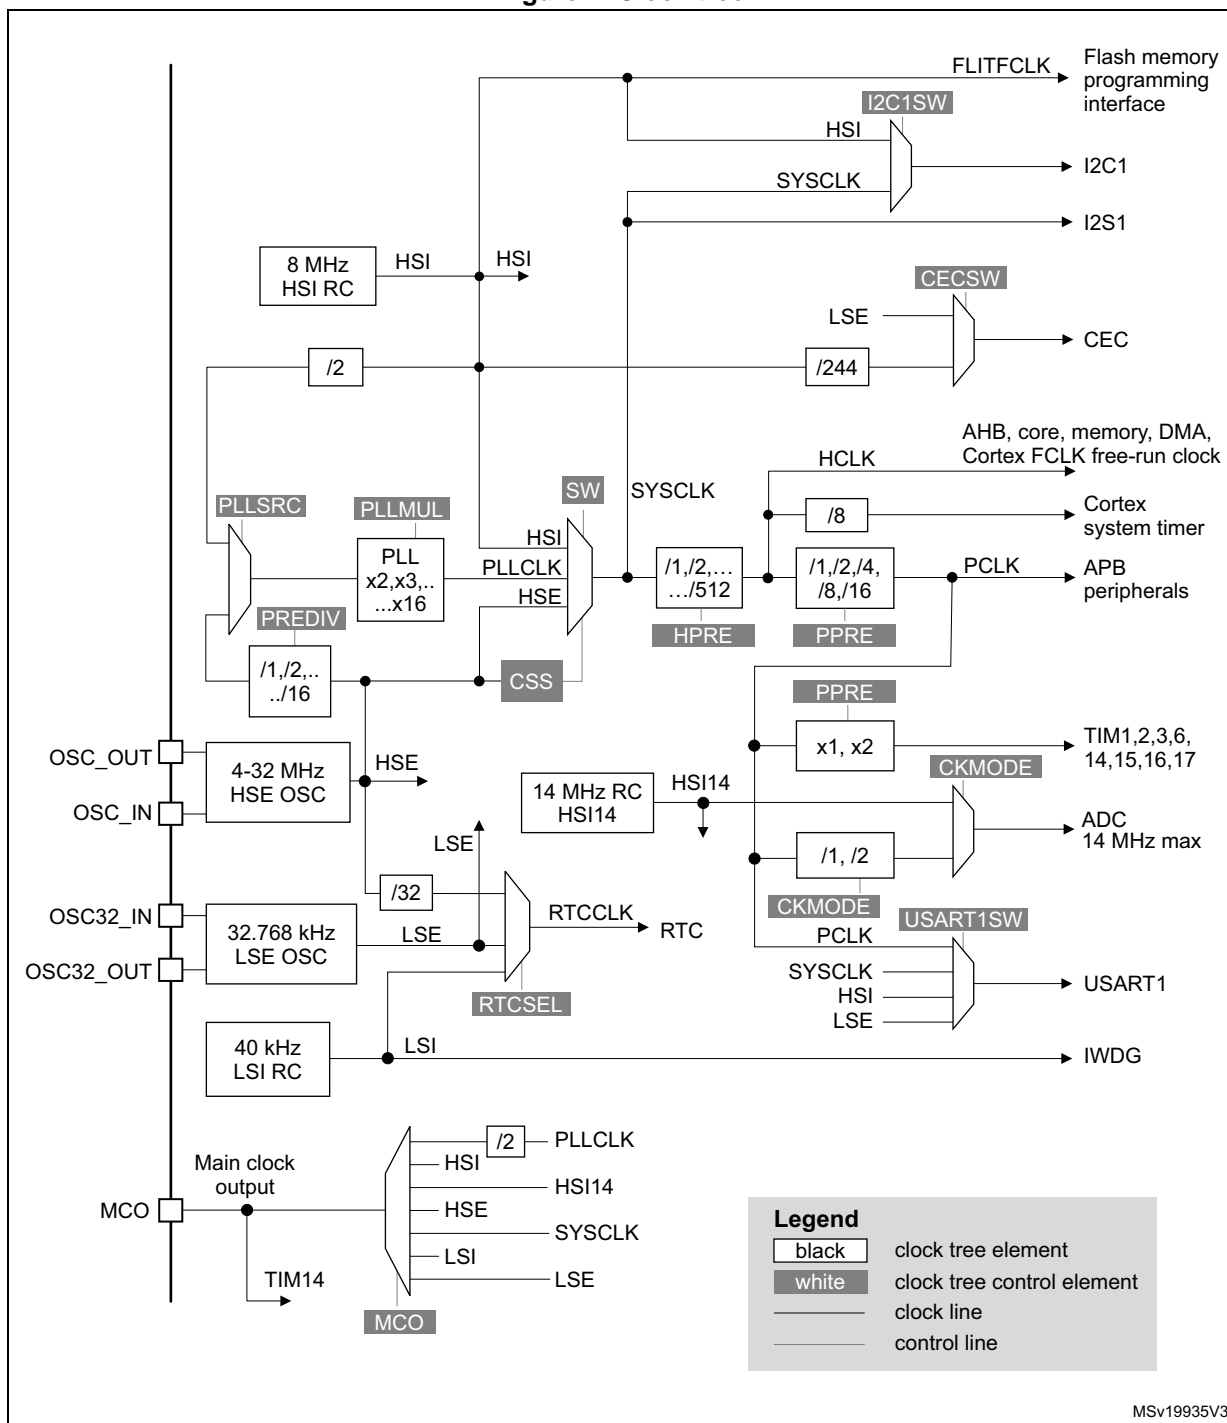 FLITFCLK
Flash memory
programming
interface
I2C1SW
HSI
I2C1
SYSCLK
I2S1
8 MHz
HSI RC
HSI
HSI
CECSW
LSE
CEC
/2
/244
AHB, core, memory, DMA,
Cortex FCLK free-run clock
HCLK
PLLSRC
PLLMUL
SW
SYSCLK
/8
Cortex
system timer
HSI
PLL
x2,x3,..
...x16
PLLCLK
HSE
/1,/2,...
.../512
/1,/2,/4,
/8,/16
PCLK
APB
peripherals
PREDIV
HPRE
PPRE
/1,/2,..
../16
CSS
PPRE
OSC_OUT
4-32 MHz
HSE OSC
HSE
x1, x2
TIM1,2,3,6,
14,15,16,17
OSC_IN
14 MHz RC
HSI14
HSI14
CKMODE
ADC
14 MHz max
LSE
/1, /2
/32
CKMODE
OSC32_IN
RTCCLK
RTC
USART1SW
32.768 kHz
LSE OSC
LSE
PCLK
OSC32_OUT
SYSCLK
HSI
LSE
USART1
RTCSEL
40 kHz
LSI RC
LSI
IWDG
/2
PLLCLK
HSI
Main clock
output
HSI14
MCO
HSE
SYSCLK
LSI
TIM14
LSE
MCO
Legend
black clock tree element
white clock tree control element
clock line
control line
MSv19935V3